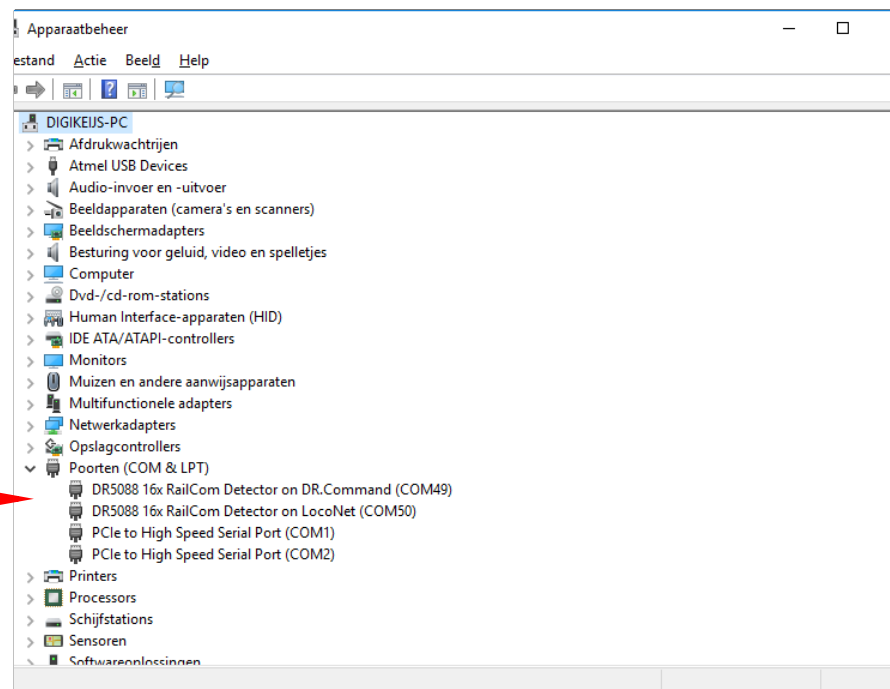 Apparaatbeheer
estand Actie Beeld Help
DIGIKEIJS-PC
Afdrukwachtrijen
Atmel USB Devices
Audio-invoer en -uitvoer
Beeldapparaten (camera's en scanners)
Beeldschermadapters
Besturing voor geluid, video en spelletjes
Computer
Dvd-/cd-rom-stations
Human Interface-apparaten (HID)
IDE ATA/ATAPI-controllers
Monitors
Muizen en andere aanwijsapparaten
Multifunctionele adapters
Netwerkadapters
Opslagcontrollers
Poorten (COM & LPT)
DR5088 16x RailCom Detector on DR.Command (COM49)
DR5088 16x RailCom Detector on LocoNet (COM50)
PCIe to High Speed Serial Port (COM1)
PCIe to High Speed Serial Port (COM2)
Printers
Processors
Schijfstations
Sensoren
Softwareoplossingen